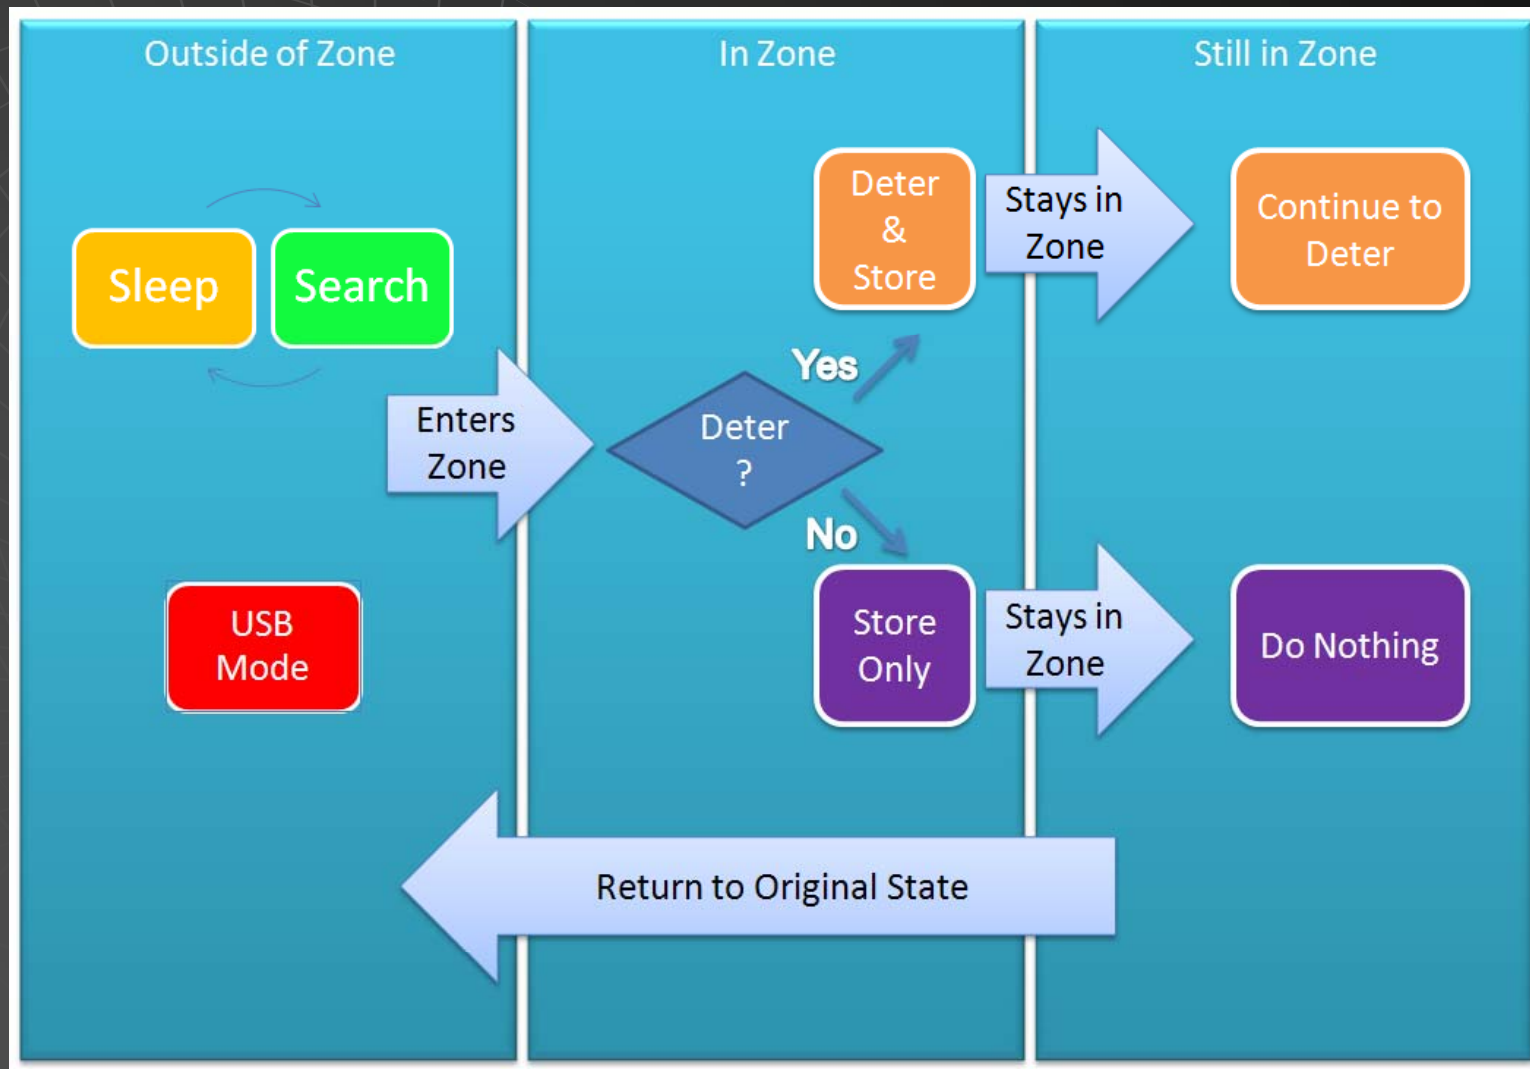 Outside of Zone
In Zone
Still in Zone
Sleep
Search
Deter
&
Store
Stays in
Zone
Continue to
Deter
Enters
Zone
Deter
?
Yes
No
USB
Mode
Store
Only
Stays in
Zone
Do Nothing
Return to Original State